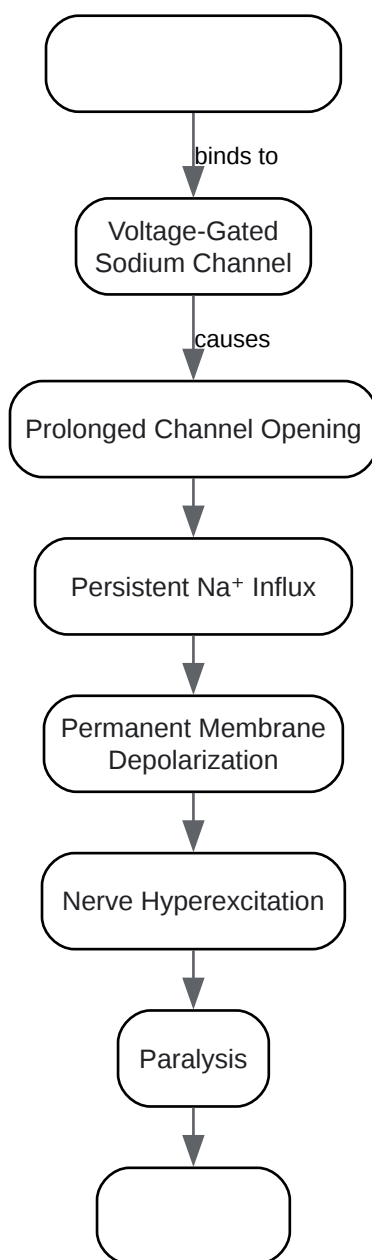 binds to
Voltage-Gated
Sodium Channel
causes
Prolonged Channel Opening
Persistent Na⁺ Influx
Permanent Membrane
Depolarization
Nerve Hyperexcitation
Paralysis